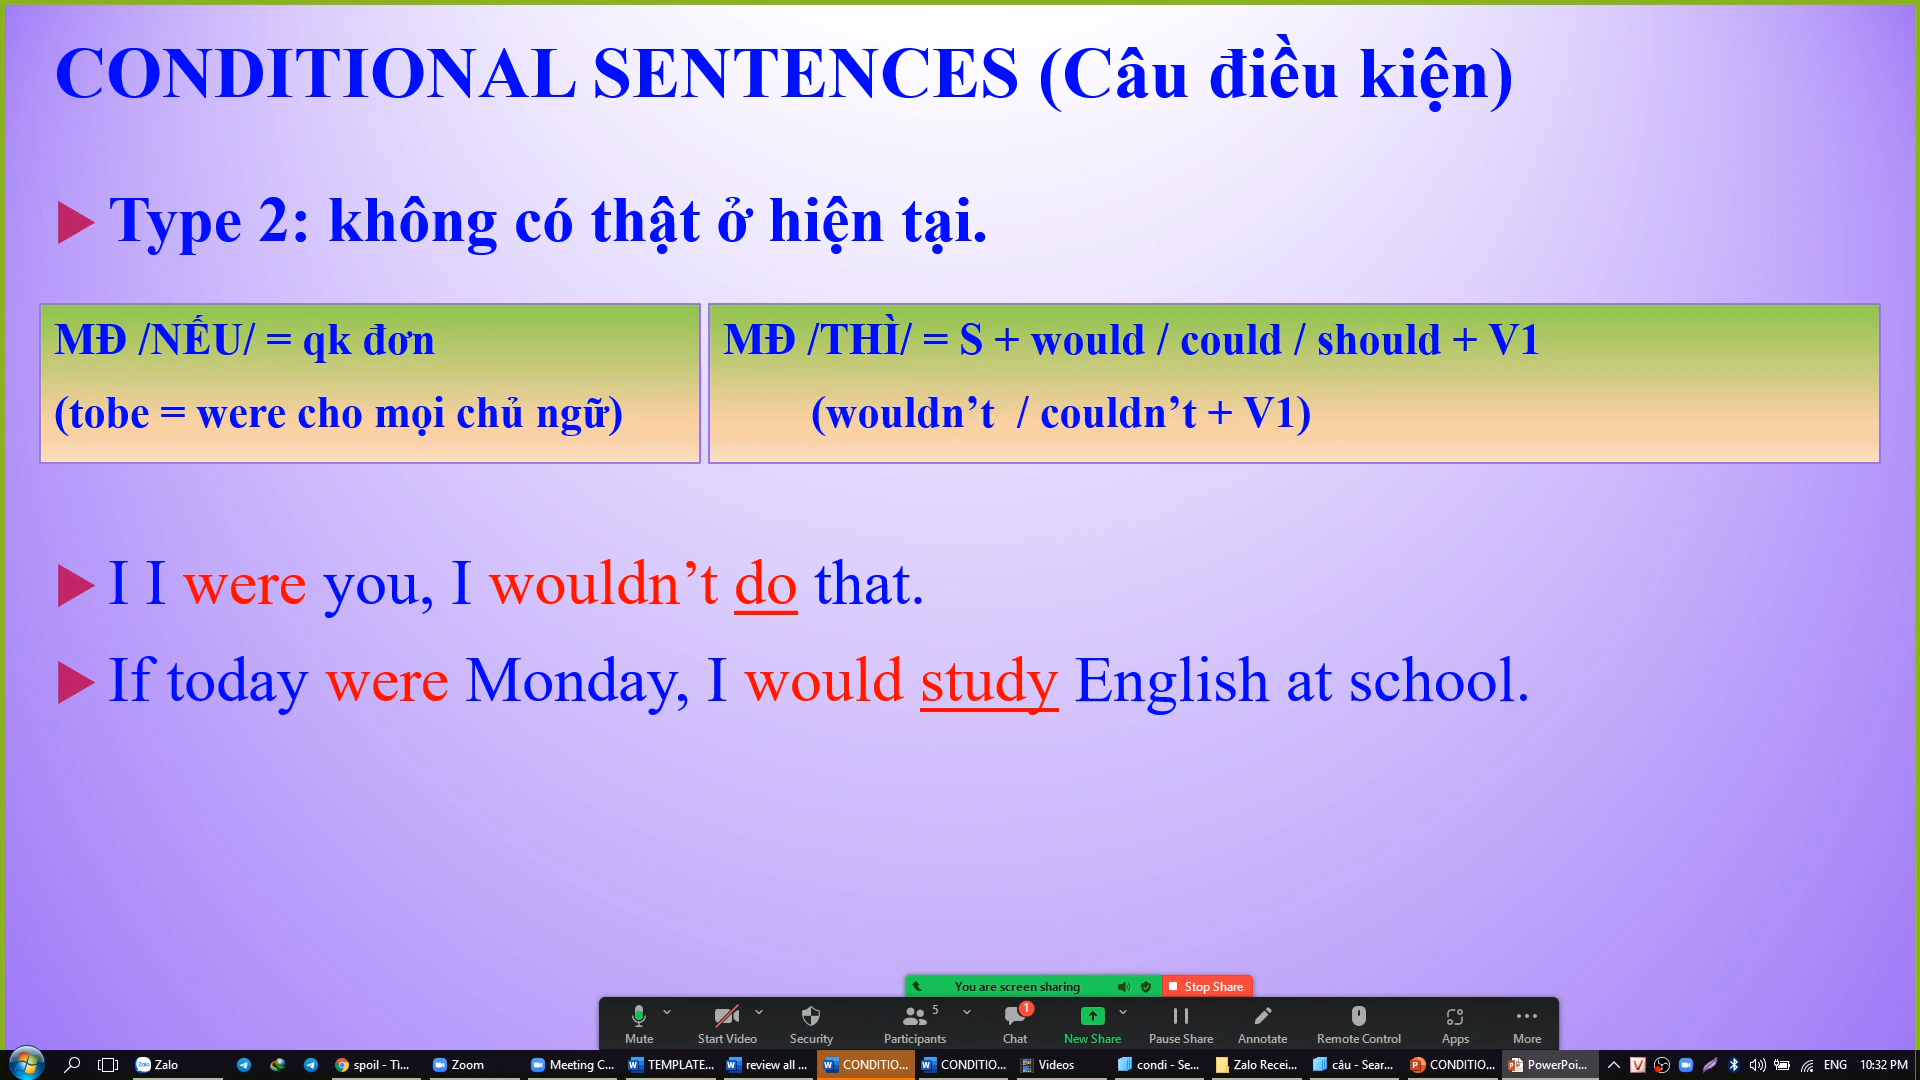 CONDITIONAL SENTENCES (Câu điều kiện)
Type 2: không có thật ở hiện tại.
MĐ /NẾU/ = qk đơn
(tobe = were cho mọi chủ ngữ)
MĐ /THÌ/ = S + would / could / should + V1
(wouldn’t / couldn’t + V1)
I I were you, I wouldn’t do that.
If today were Monday, I would study English at school.
You are screen sharing
Stop Share
5
1
Mute
Start Video
Security
Participants
Chat
New Share
Pause Share
Annotate
Remote Control
Apps
More
Zalo
spoil - Ti...
Zoom
Meeting C...
TEMPLATE...
review all ...
CONDITIO...
CONDITIO...
Videos
condi - Se...
Zalo Recei...
câu - Sear...
CONDITIO...
PowerPoi...
ENG
10:32 PM